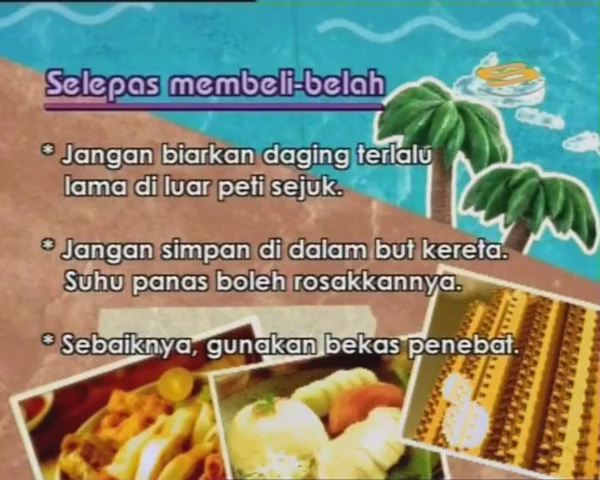 Selepas membeli-belah
* Jangan biarkan daging terlalu
lama di luar peti sejuk.
* Jangan simpan di dalam but kereta.
Suhu panas boleh rosakkannya.
* Sebaiknya, gunakan bekas penebat.